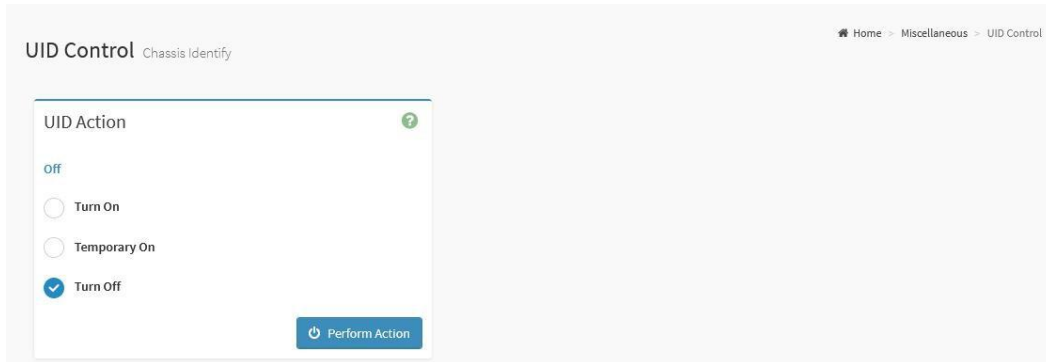 Home > Miscellaneous > UID Control
UID Control Chassis Identify
UID Action
Off
Turn On
Temporary On
Turn Off
Perform Action